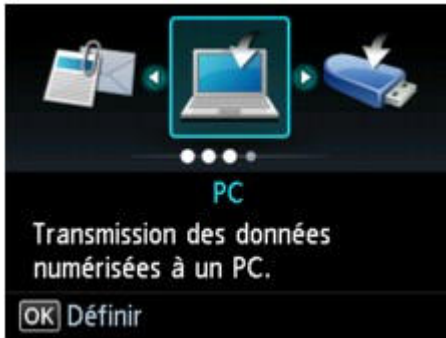 PC
Transmission des données
numérisées à un PC.
OK Définir